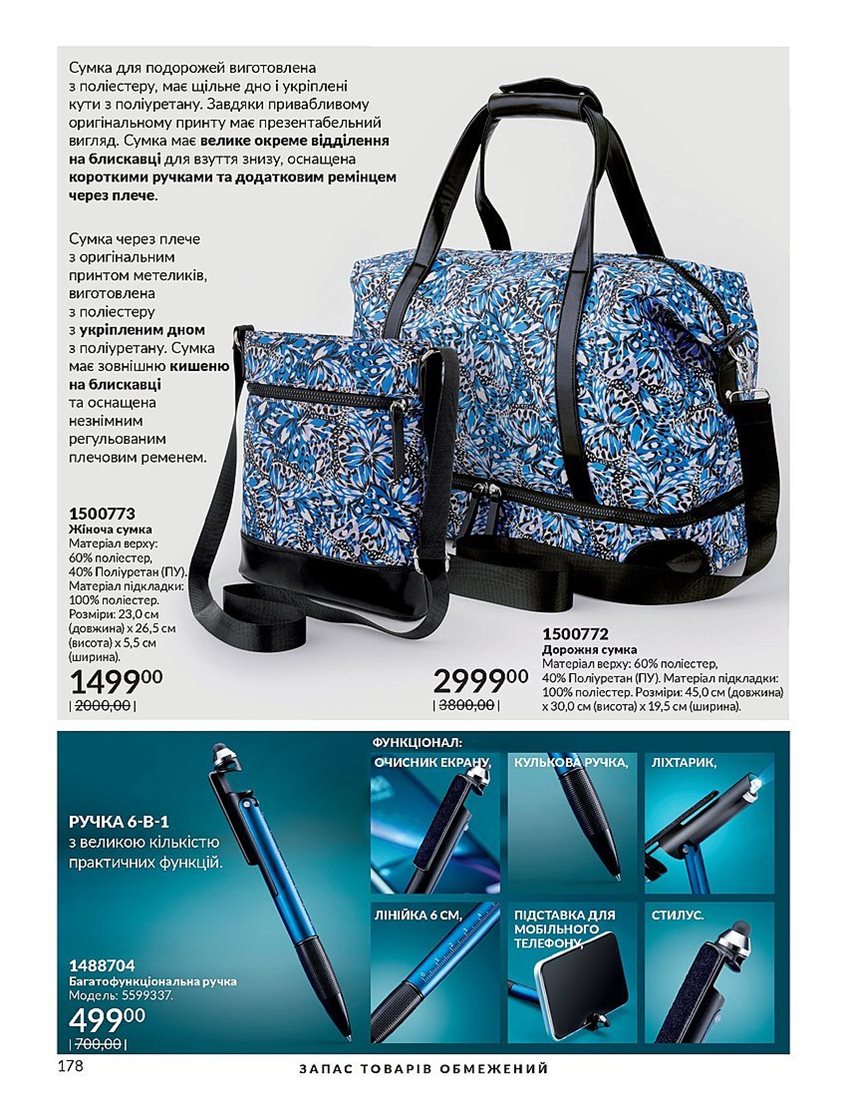 Сумка для подорожей виготовлена
з поліестеру, має щільне дно і укріплені
кути з поліуретану. Завдяки привабливому
оригінальному принту має презентабельний
вигляд. Сумка має велике окреме відділення
на блискавці для взуття знизу, оснащена
короткими ручками та додатковим ремінцем
через плече.
Сумка через плече
з оригінальним
принтом метеликів,
виготовлена
з поліестеру
з укріпленим дном
з поліуретану. Сумка
має зовнішню кишеню
на блискавці
та оснащена
незнімним
регульованим
плечовим ременем.
1500773
Жіноча сумка
Матеріал верху:
60% поліестер,
40% Поліуретан (ПУ).
Матеріал підкладки:
100% поліестер.
Розміри: 23,0 см
(довжина) х 26,5 см
(висота) х 5,5 см
(ширина).
1499 00
| 2000,00 |
1500772
Дорожня сумка
Матеріал верху: 60% поліестер,
40% Поліуретан (ПУ). Матеріал підкладки:
100% поліестер. Розміри: 45,0 см (довжина)
х 30,0 см (висота) х 19,5 см (ширина).
2999 00
| 3800,00 |
РУЧКА 6-В-1
з великою кількістю
практичних функцій.
1488704
Багатофункціональна ручка
Модель: 5599337.
499 00
| 700,00 |
ФУНКЦІОНАЛ:
ОЧИСНИК ЕКРАНУ,
КУЛЬКОВА РУЧКА,
ЛІХТАРИК,
ЛІНІЙКА 6 СМ,
0 1 2 3 4 5
ПІДСТАВКА ДЛЯ
МОБІЛЬНОГО
ТЕЛЕФОНУ,
СТИЛУС.
178
ЗАПАС ТОВАРІВ ОБМЕЖЕНИЙ